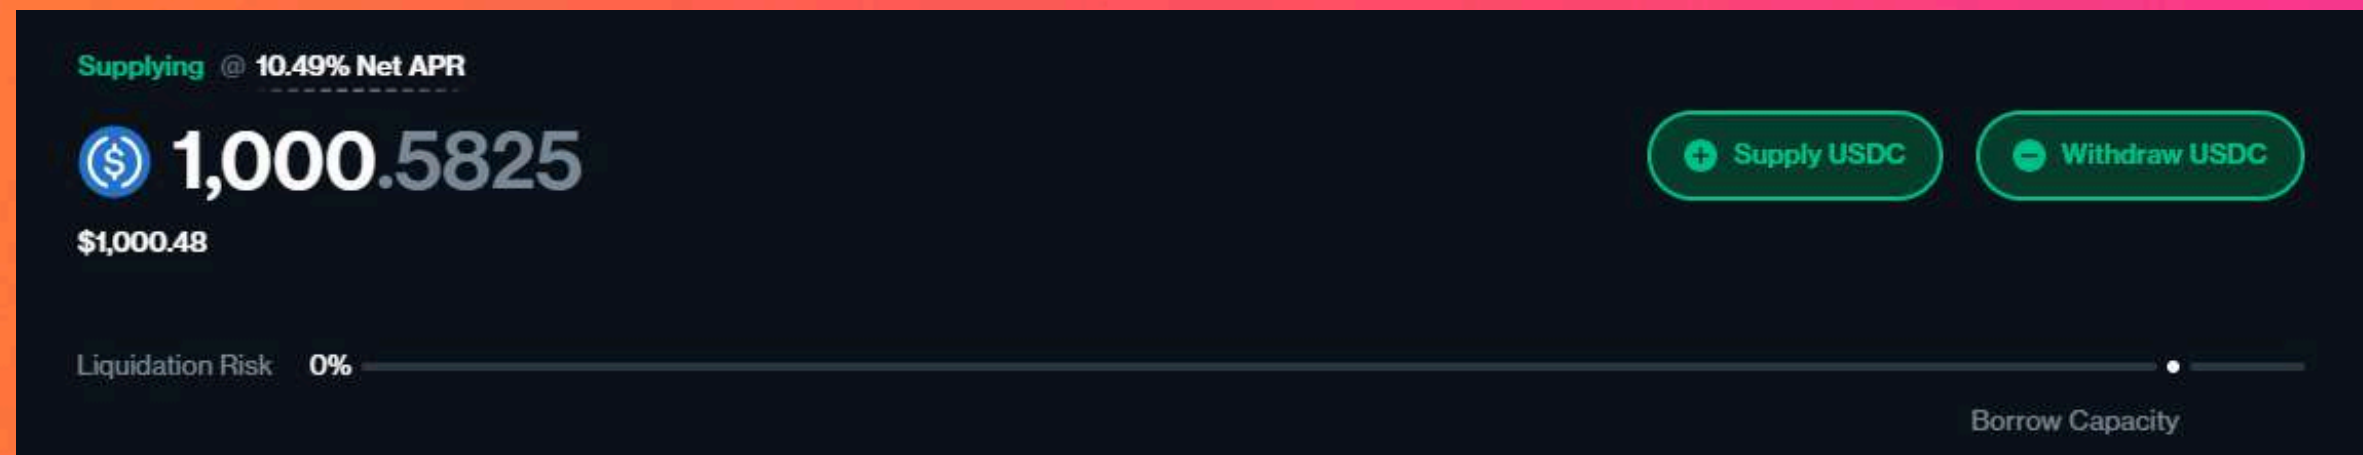 Supplying @ 10.49% Net APR
1,000.5825
Supply USDC
Withdraw USDC
$1,000.48
Liquidation Risk 0%
Borrow Capacity